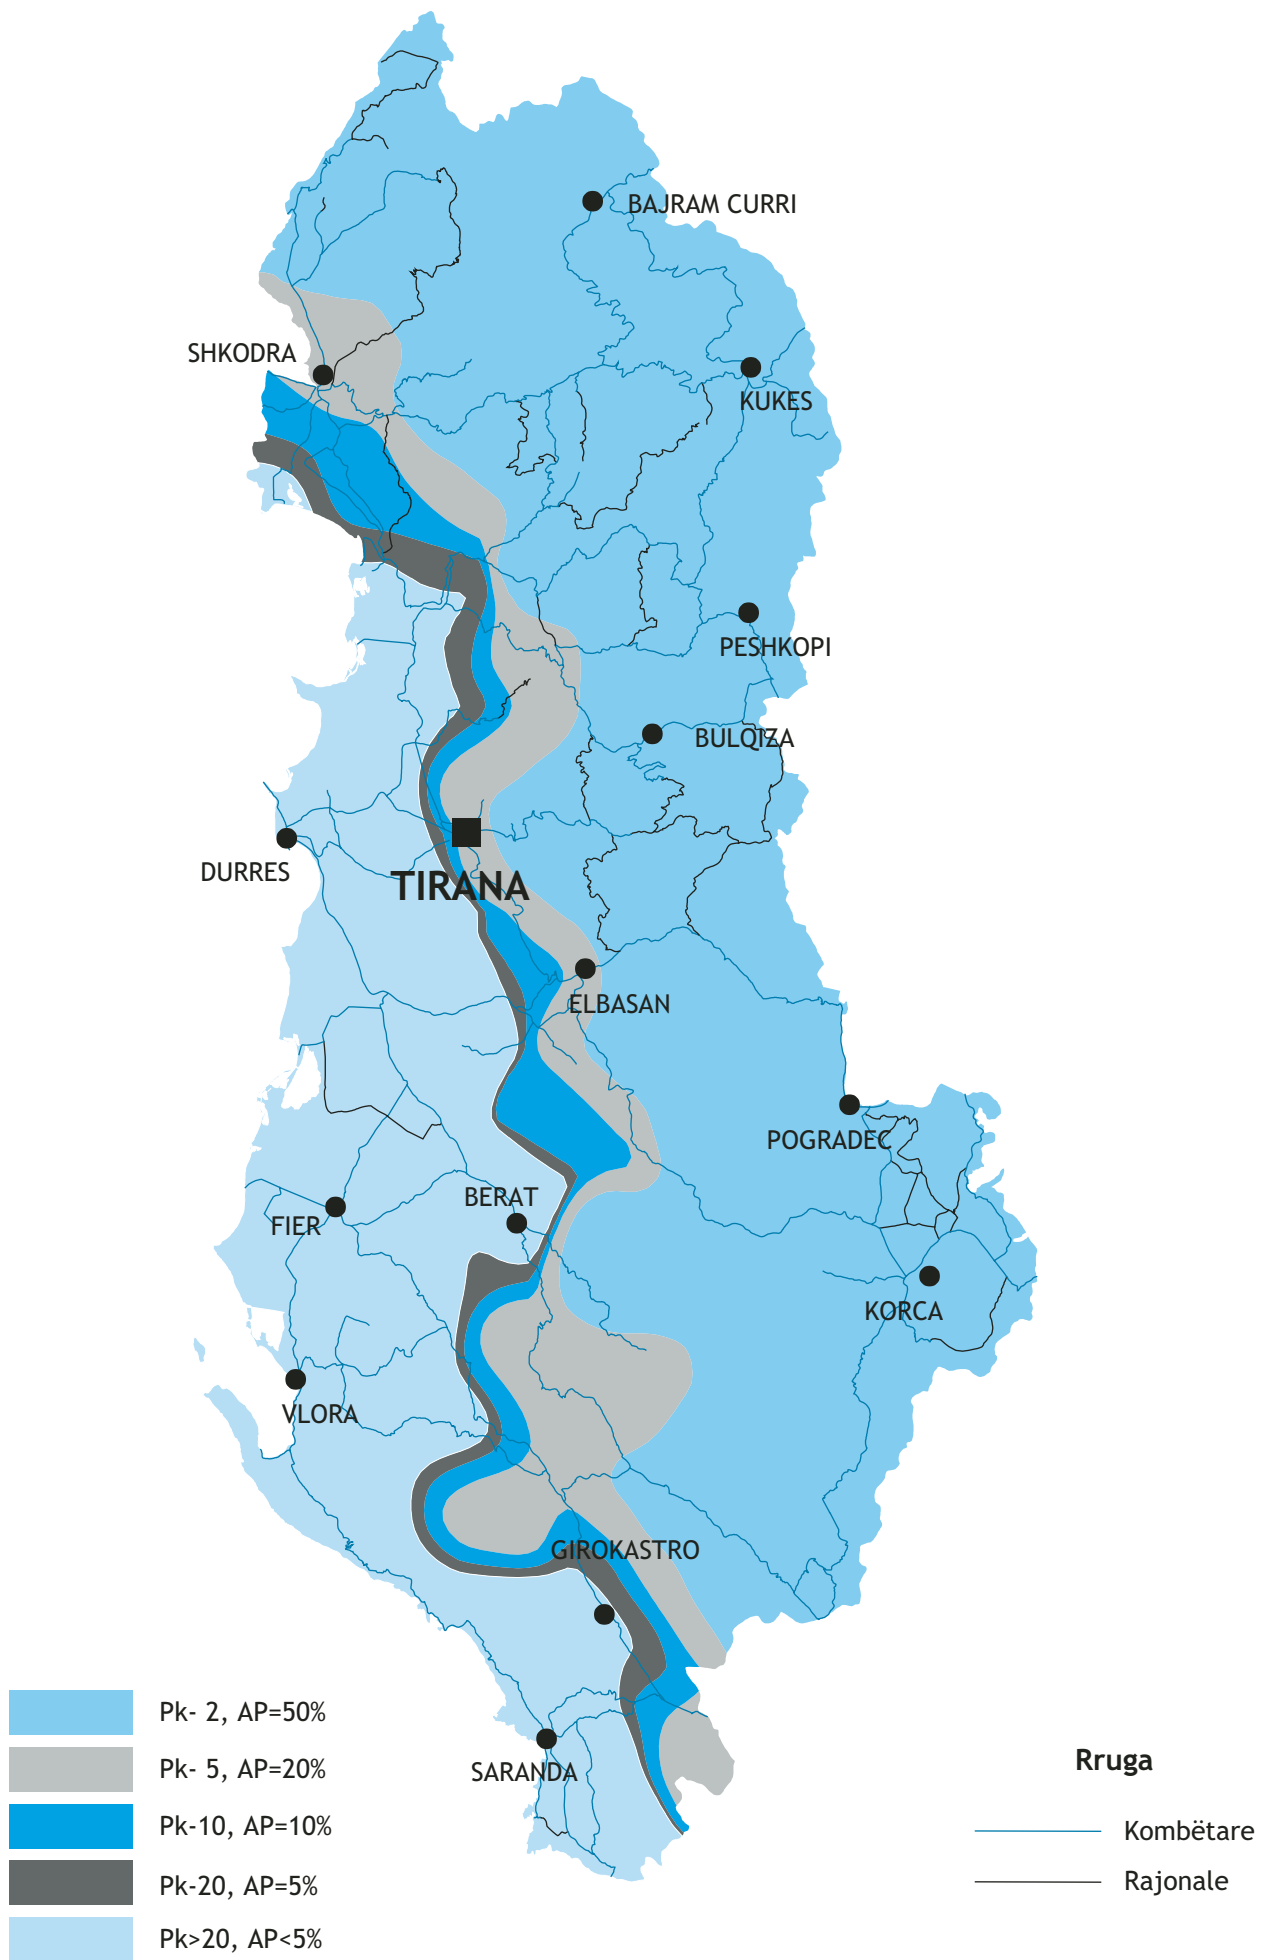 BAJRAM CURRI
SHKODRA
KUKES
PESHKOPI
BULQIZA
DURRES
TIRANA
ELBASAN
POGRADEC
BERAT
FIER
KORCA
VLORA
GIROKASTRO
SARANDA
Pk- 2, AP=50%
Pk- 5, AP=20%
Pk-10, AP=10%
Pk-20, AP=5%
Pk>20, AP<5%
Rruga
Kombëtare
Rajonale